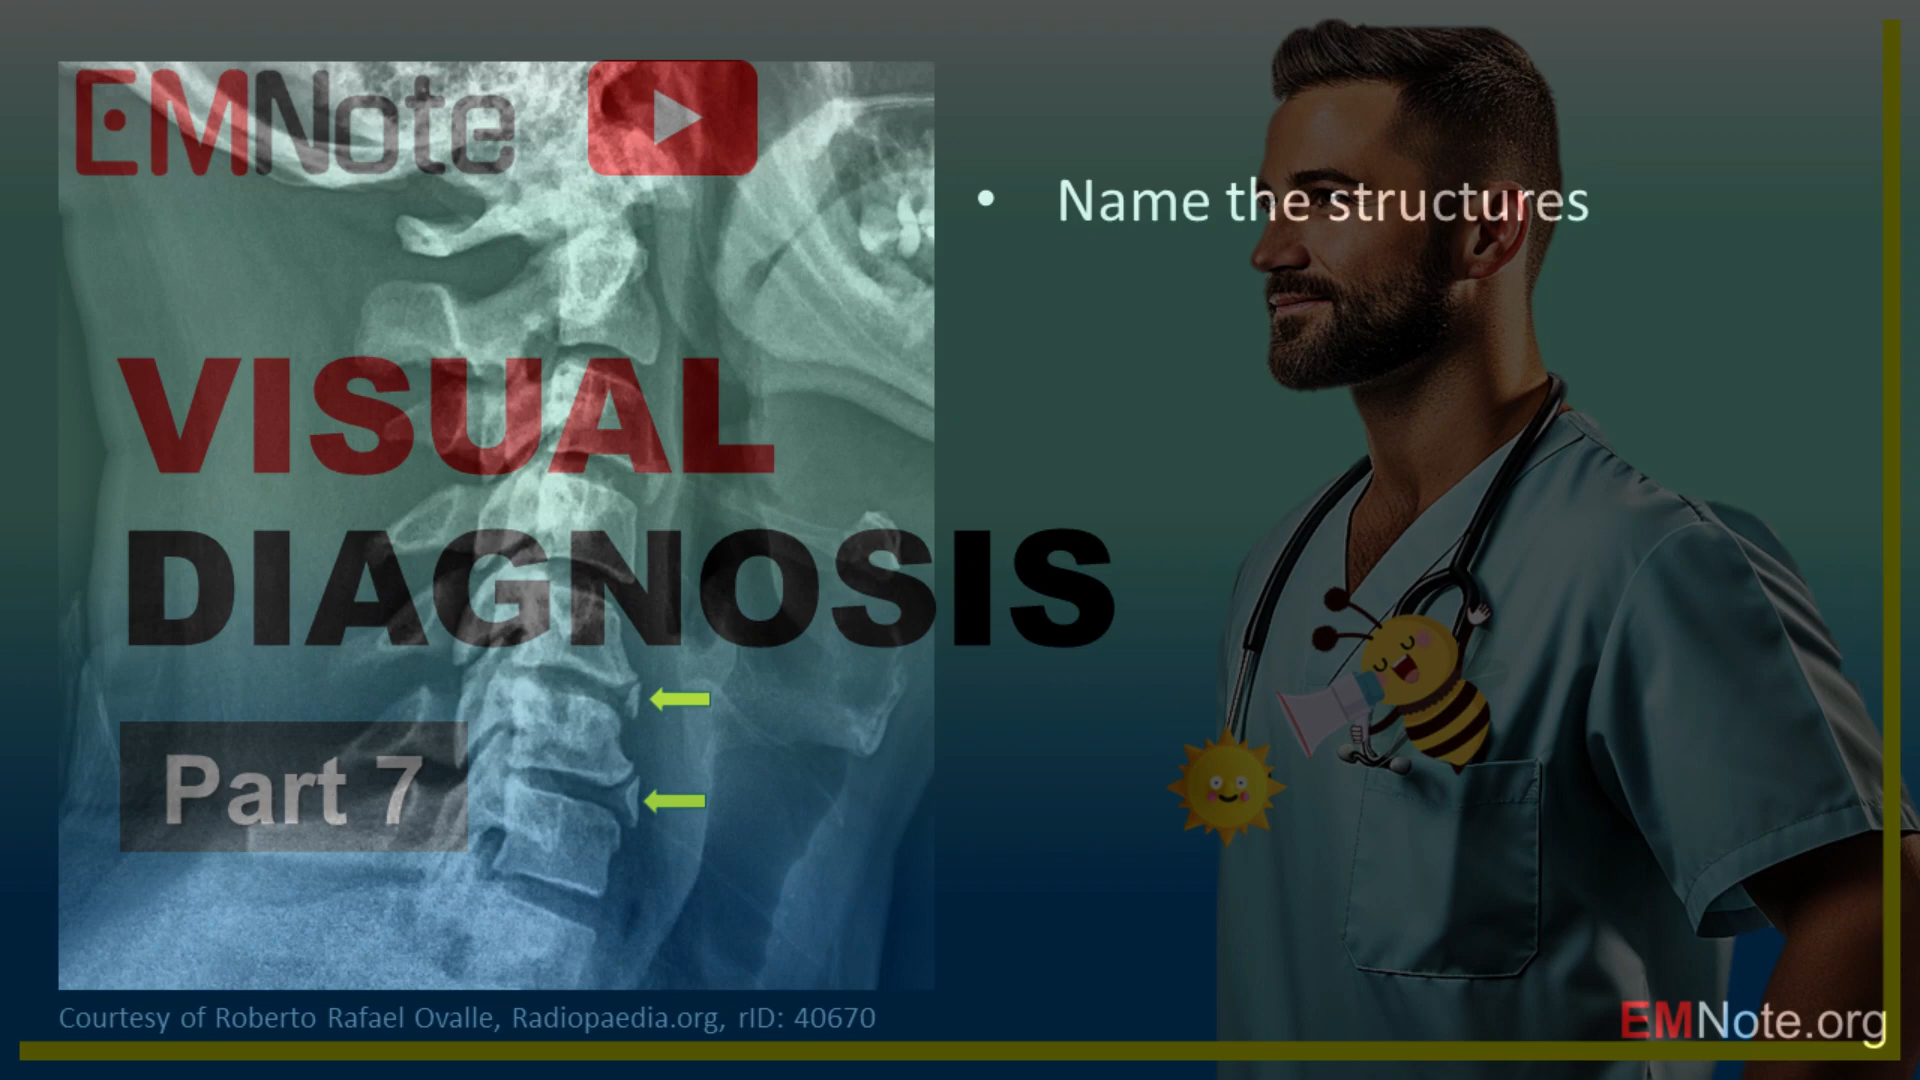 EMNote
• Name the structures
VISUAL
DIAGNOSIS
Part 7
Courtesy of Roberto Rafael Ovalle, Radiopaedia.org, rID: 40670
EMNote.org